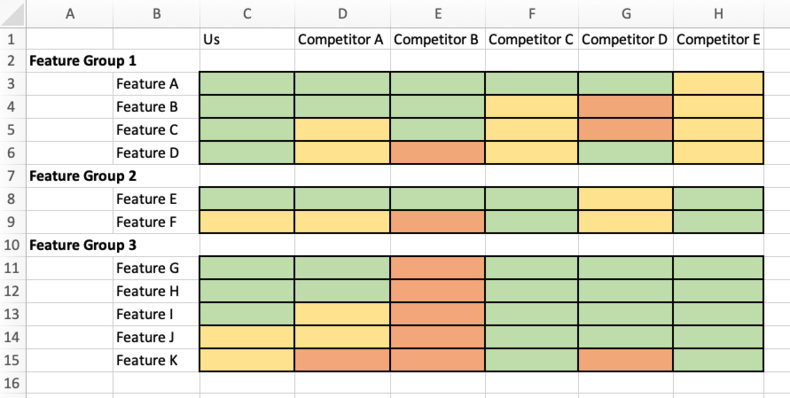 A B C D E F G H
1 Us Competitor A Competitor B Competitor C Competitor D Competitor E
2 Feature Group 1
3 Feature A
4 Feature B
5 Feature C
6 Feature D
7 Feature Group 2
8 Feature E
9 Feature F
10 Feature Group 3
11 Feature G
12 Feature H
13 Feature I
14 Feature J
15 Feature K
16